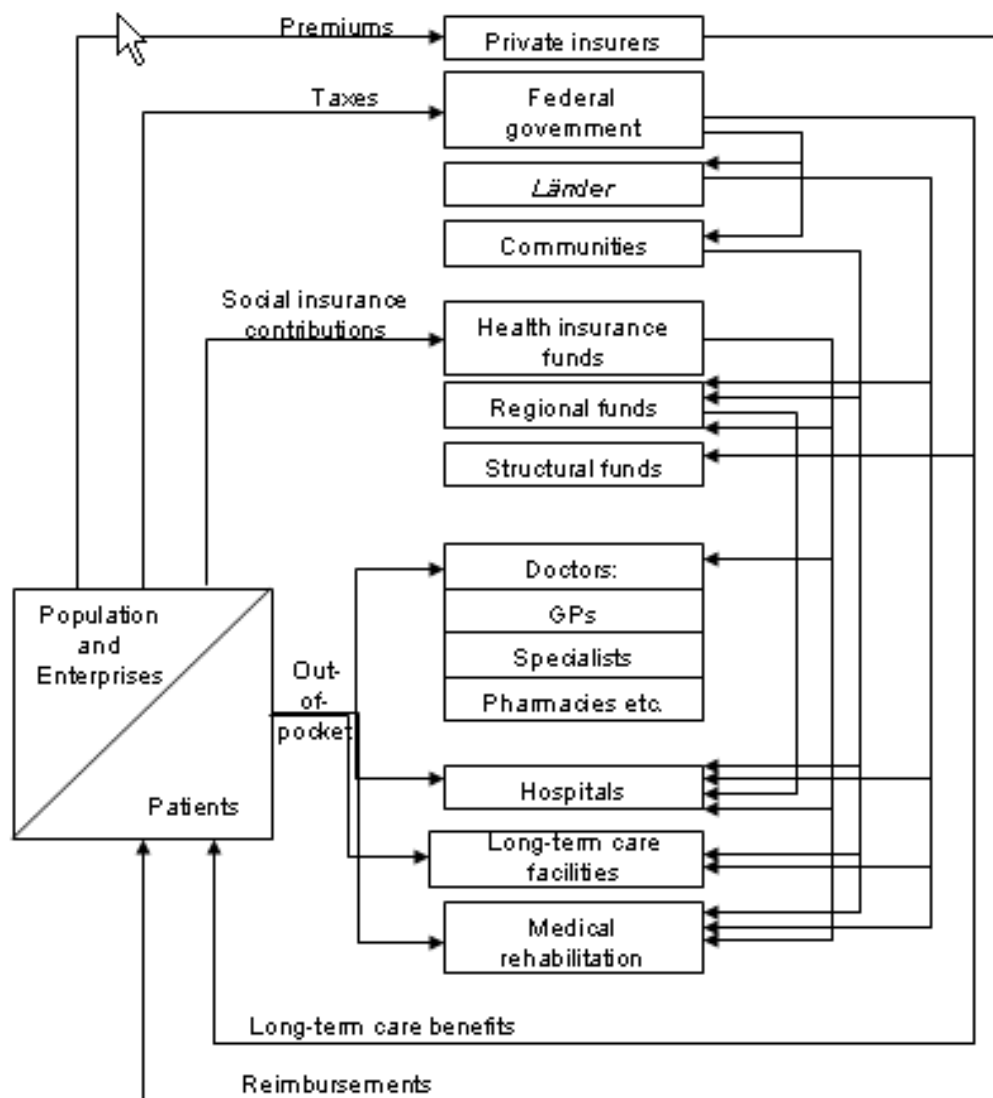 Premiums
Private insurers
Taxes
Federal
government
Länder
Communities
Social insurance
contributions
Health insurance
funds
Regional funds
Structural funds
Doctors:
GPs
Specialists
Pharmacies etc.
Population
and
Enterprises
Out-
of-
pocket
Patients
Hospitals
Long-term care
facilities
Medical
rehabilitation
Long-term care benefits
Reimbursements